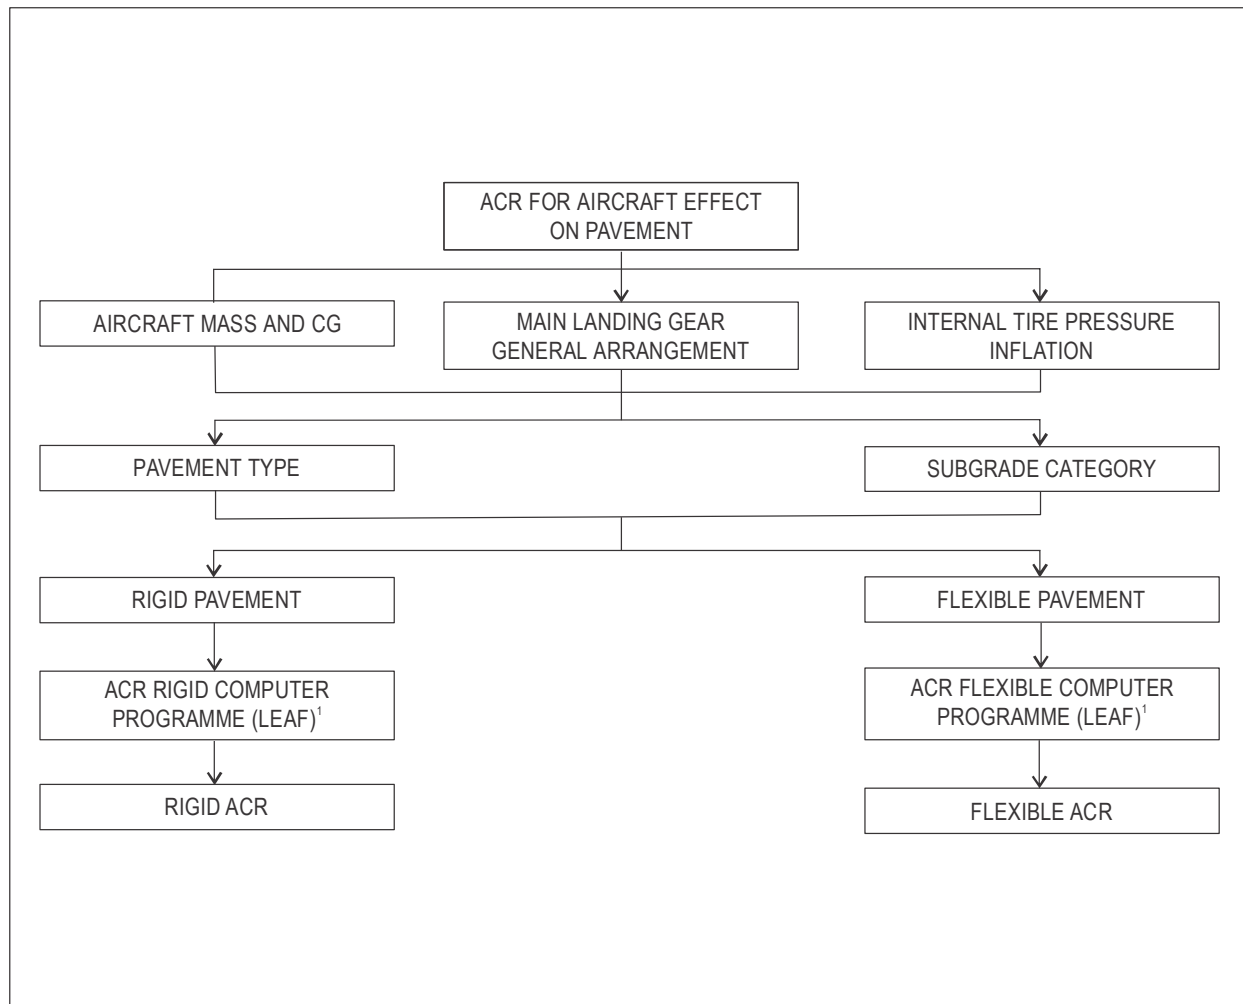 ACR FOR AIRCRAFT EFFECT
ON PAVEMENT
AIRCRAFT MASS AND CG
MAIN LANDING GEAR
GENERAL ARRANGEMENT
INTERNAL TIRE PRESSURE
INFLATION
PAVEMENT TYPE
SUBGRADE CATEGORY
RIGID PAVEMENT
FLEXIBLE PAVEMENT
ACR RIGID COMPUTER
PROGRAMME (LEAF)¹
ACR FLEXIBLE COMPUTER
PROGRAMME (LEAF)¹
RIGID ACR
FLEXIBLE ACR